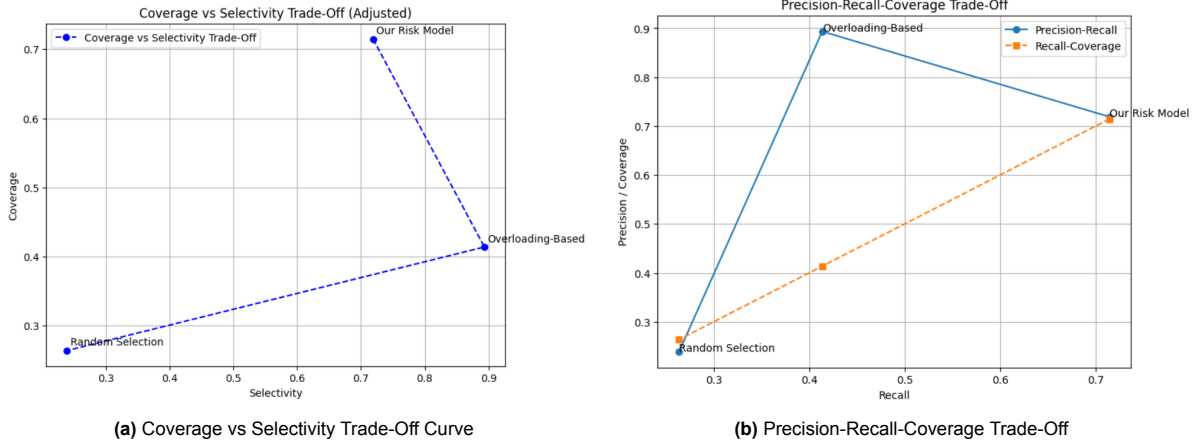 Coverage vs Selectivity Trade-Off (Adjusted)
Our Risk Model
Coverage vs Selectivity Trade-Off
0.7
0.6
0.5
0.4
0.3
Coverage
Overloading-Based
Random Selection
0.3 0.4 0.5 0.6 0.7 0.8 0.9
Selectivity
(a) Coverage vs Selectivity Trade-Off Curve
Precision-Recall-Coverage Trade-Off
Overloading-Based
Precision-Recall
Recall-Coverage
0.9
0.8
0.7
0.6
0.5
0.4
0.3
Precision / Coverage
Our Risk Model
Random Selection
0.3 0.4 0.5 0.6 0.7
Recall
(b) Precision-Recall-Coverage Trade-Off